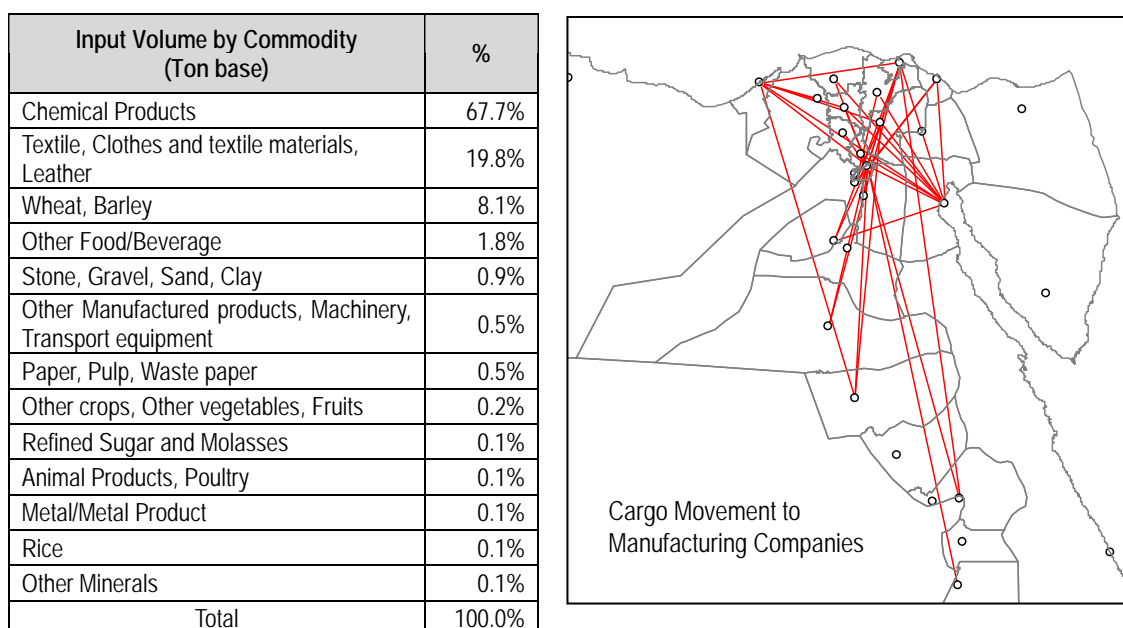 Input Volume by Commodity
(Ton base)
%
Chemical Products 67.7%
Textile, Clothes and textile materials,
Leather
19.8%
Wheat, Barley 8.1%
Other Food/Beverage 1.8%
Stone, Gravel, Sand, Clay 0.9%
Other Manufactured products, Machinery,
Transport equipment
0.5%
Paper, Pulp, Waste paper 0.5%
Other crops, Other vegetables, Fruits 0.2%
Refined Sugar and Molasses 0.1%
Animal Products, Poultry 0.1%
Metal/Metal Product 0.1%
Rice 0.1%
Other Minerals 0.1%
Total 100.0%
Cargo Movement to
Manufacturing Companies